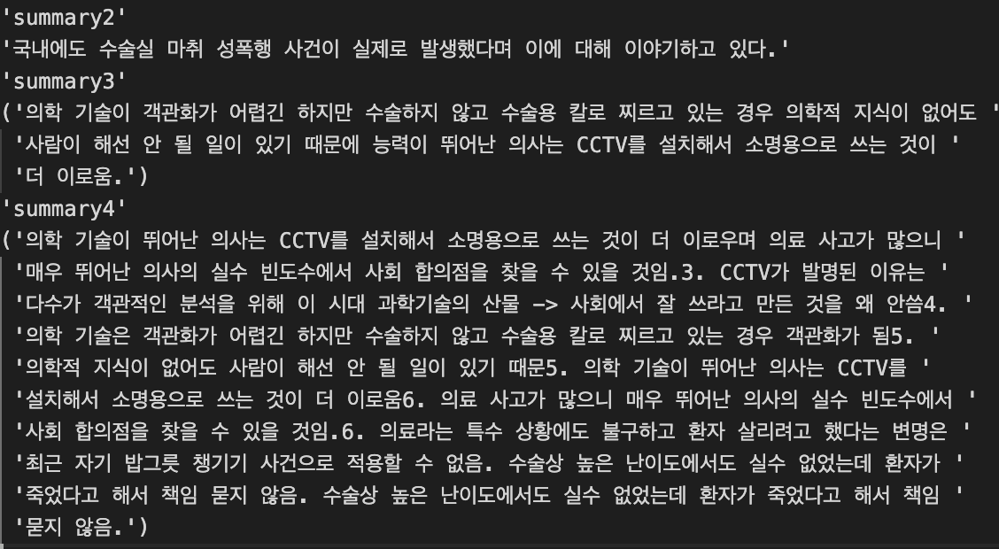 'summary2'
'국내에도 수술실 마취 성폭행 사건이 실제로 발생했다며 이에 대해 이야기하고 있다.'
'summary3'
('의학 기술이 객관화가 어렵긴 하지만 수술하지 않고 수술용 칼로 찌르고 있는 경우 의학적 지식이 없어도 '
'사람이 해선 안 될 일이 있기 때문에 능력이 뛰어난 의사는 CCTV를 설치해서 소명용으로 쓰는 것이 '
'더 이로움.')
'summary4'
('의학 기술이 뛰어난 의사는 CCTV를 설치해서 소명용으로 쓰는 것이 더 이로우며 의료 사고가 많으니 '
'매우 뛰어난 의사의 실수 빈도수에서 사회 합의점을 찾을 수 있을 것임.3. CCTV가 발명된 이유는 '
'다수가 객관적인 분석을 위해 이 시대 과학기술의 산물 -> 사회에서 잘 쓰라고 만든 것을 왜 안씀4. '
'의학 기술은 객관화가 어렵긴 하지만 수술하지 않고 수술용 칼로 찌르고 있는 경우 객관화가 됨5. '
'의학적 지식이 없어도 사람이 해선 안 될 일이 있기 때문5. 의학 기술이 뛰어난 의사는 CCTV를 '
'설치해서 소명용으로 쓰는 것이 더 이로움6. 의료 사고가 많으니 매우 뛰어난 의사의 실수 빈도수에서 '
'사회 합의점을 찾을 수 있을 것임.6. 의료라는 특수 상황에도 불구하고 환자 살리려고 했다는 변명은 '
'최근 자기 밥그릇 챙기기 사건으로 적용할 수 없음. 수술상 높은 난이도에서도 실수 없었는데 환자가 '
'죽었다고 해서 책임 묻지 않음. 수술상 높은 난이도에서도 실수 없었는데 환자가 죽었다고 해서 책임 '
'묻지 않음.')